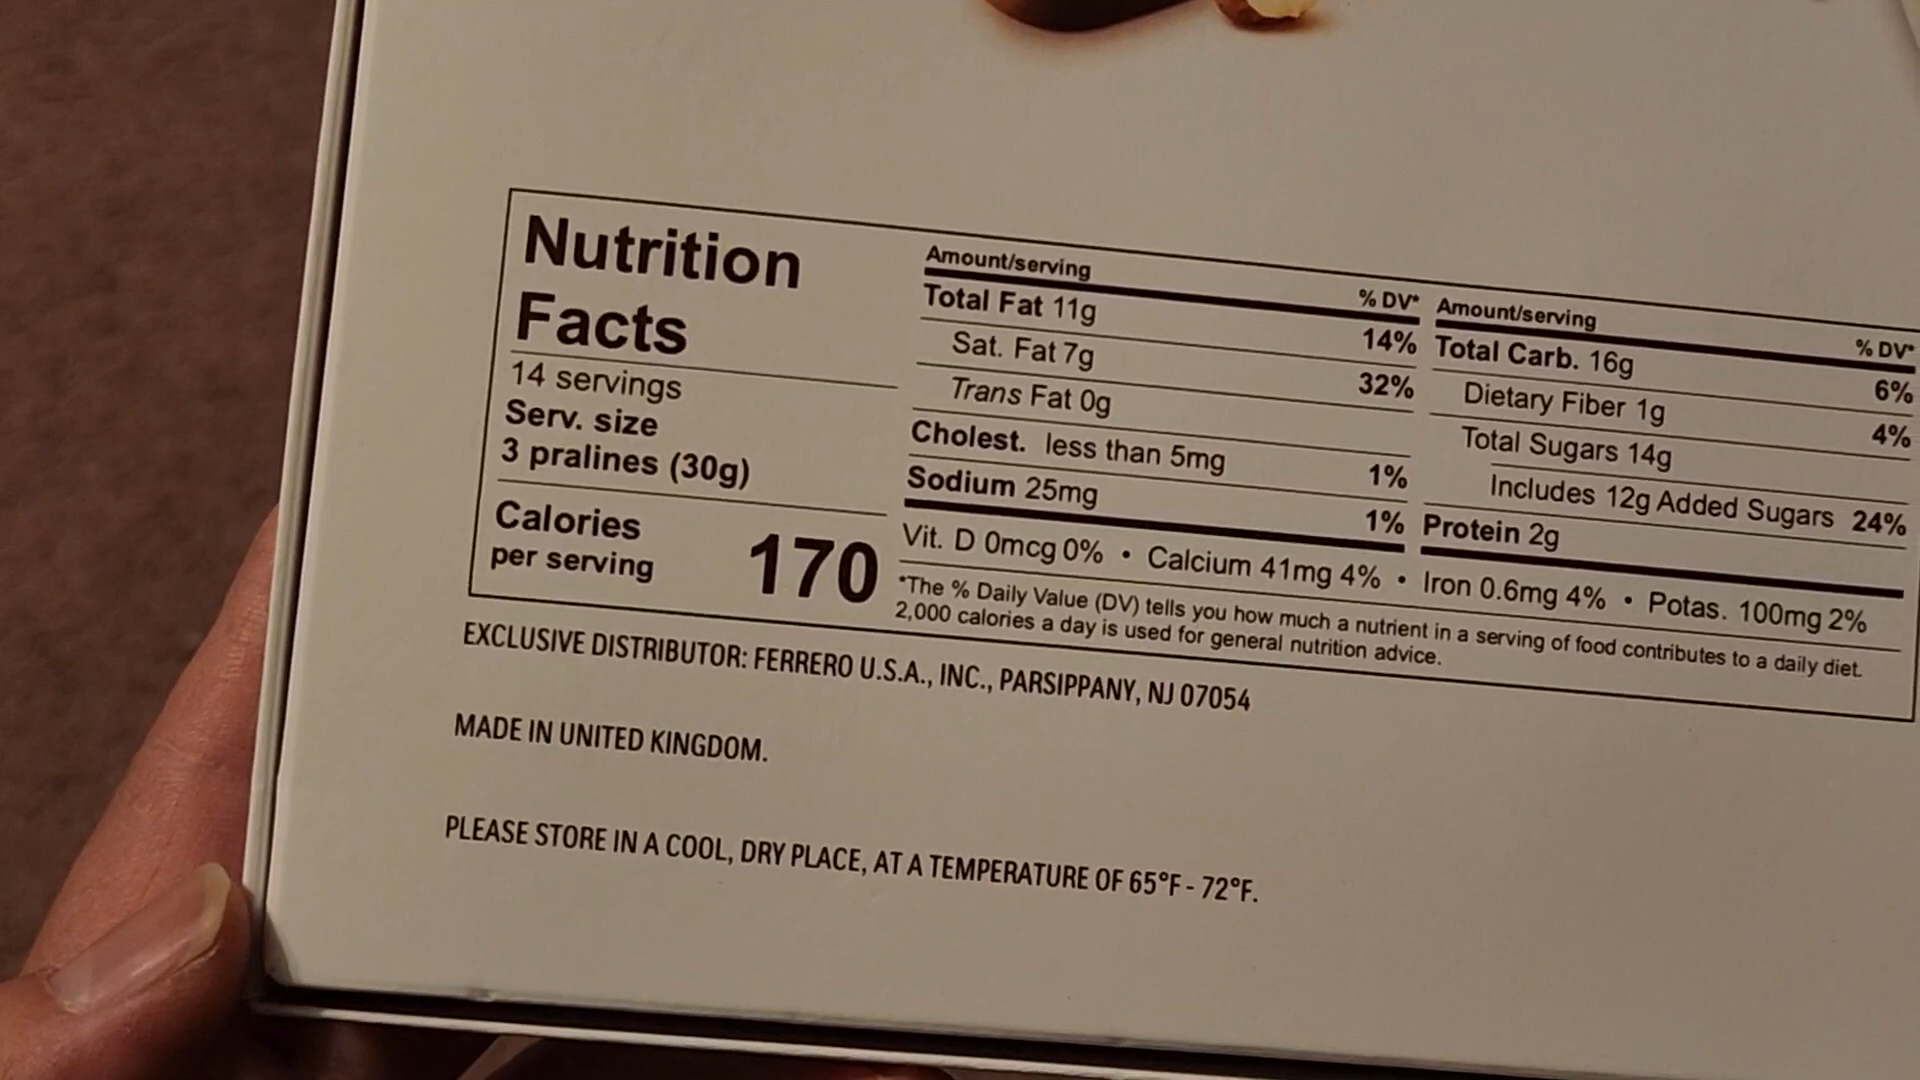 Nutrition
Facts
14 servings
Serv. size
3 pralines (30g)
Calories
per serving
170
Amount/serving % DV*
Total Fat 11g 14%
Sat. Fat 7g 32%
Trans Fat 0g
Cholest. less than 5mg 1%
Sodium 25mg 1%
Amount/serving % DV*
Total Carb. 16g 6%
Dietary Fiber 1g 4%
Total Sugars 14g
Includes 12g Added Sugars 24%
Protein 2g
Vit. D 0mcg 0% • Calcium 41mg 4% • Iron 0.6mg 4% • Potas. 100mg 2%
*The % Daily Value (DV) tells you how much a nutrient in a serving of food contributes to a daily diet.
2,000 calories a day is used for general nutrition advice.
EXCLUSIVE DISTRIBUTOR: FERRERO U.S.A., INC., PARSIPPANY, NJ 07054
MADE IN UNITED KINGDOM.
PLEASE STORE IN A COOL, DRY PLACE, AT A TEMPERATURE OF 65°F - 72°F.